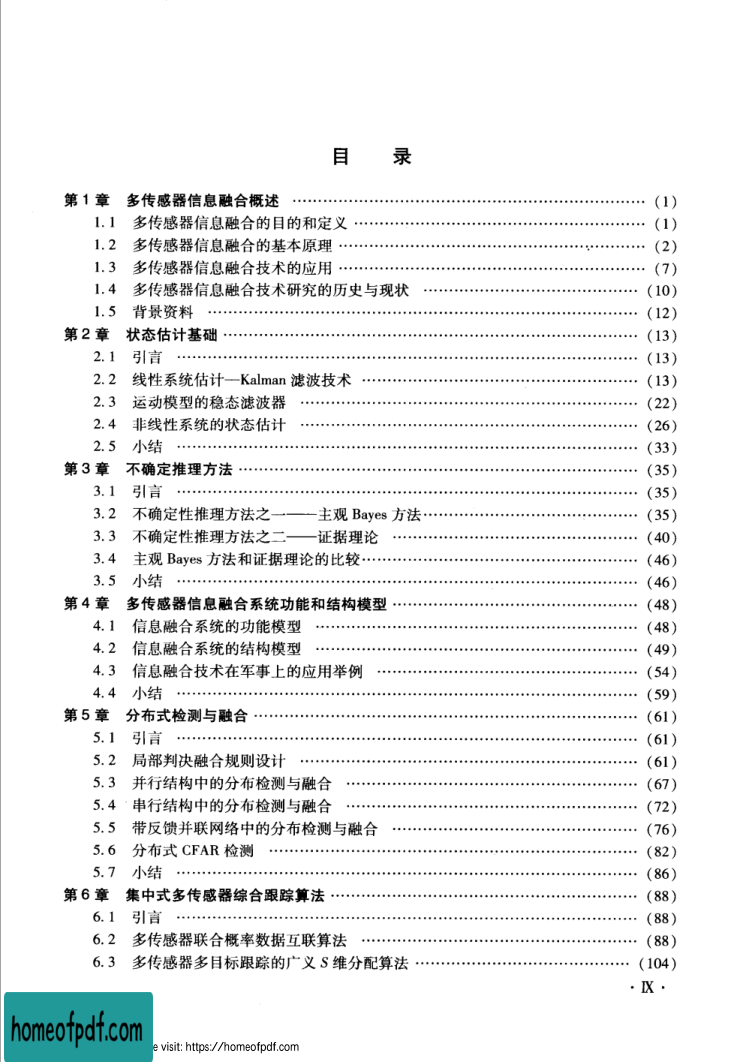 目 录
第1章 多传感器信息融合概述 …… (1)
1.1 多传感器信息融合的目的和定义 …… (1)
1.2 多传感器信息融合的基本原理 …… (2)
1.3 多传感器信息融合技术的应用 …… (7)
1.4 多传感器信息融合技术研究的历史与现状 …… (10)
1.5 背景资料 …… (12)
第2章 状态估计基础 …… (13)
2.1 引言 …… (13)
2.2 线性系统估计—Kalman 滤波技术 …… (13)
2.3 运动模型的稳态滤波器 …… (22)
2.4 非线性系统的状态估计 …… (26)
2.5 小结 …… (33)
第3章 不确定推理方法 …… (35)
3.1 引言 …… (35)
3.2 不确定性推理方法之一——主观 Bayes 方法 …… (35)
3.3 不确定性推理方法之二——证据理论 …… (40)
3.4 主观 Bayes 方法和证据理论的比较 …… (46)
3.5 小结 …… (46)
第4章 多传感器信息融合系统功能和结构模型 …… (48)
4.1 信息融合系统的功能模型 …… (48)
4.2 信息融合系统的结构模型 …… (49)
4.3 信息融合技术在军事上的应用举例 …… (54)
4.4 小结 …… (59)
第5章 分布式检测与融合 …… (61)
5.1 引言 …… (61)
5.2 局部判决融合规则设计 …… (61)
5.3 并行结构中的分布检测与融合 …… (67)
5.4 串行结构中的分布检测与融合 …… (72)
5.5 带反馈并联网络中的分布检测与融合 …… (76)
5.6 分布式 CFAR 检测 …… (82)
5.7 小结 …… (86)
第6章 集中式多传感器综合跟踪算法 …… (88)
6.1 引言 …… (88)
6.2 多传感器联合概率数据互联算法 …… (88)
6.3 多传感器多目标跟踪的广义 S 维分配算法 …… (104)
· Ⅸ ·
homeofpdf.com
e visit: https://homeofpdf.com